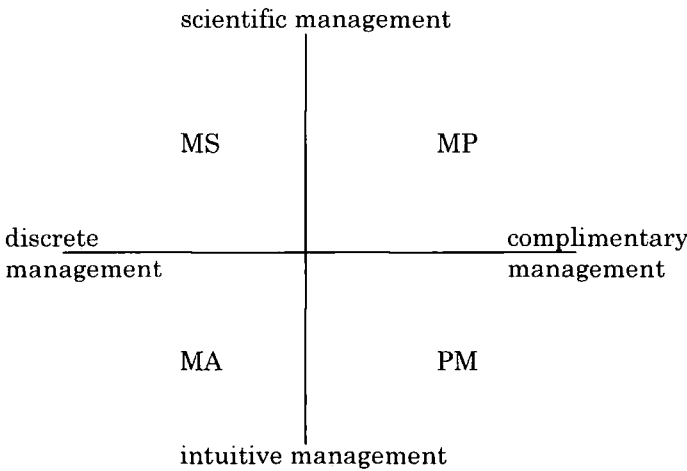 scientific management
MS MP
discrete complimentary
management management
MA PM
intuitive management